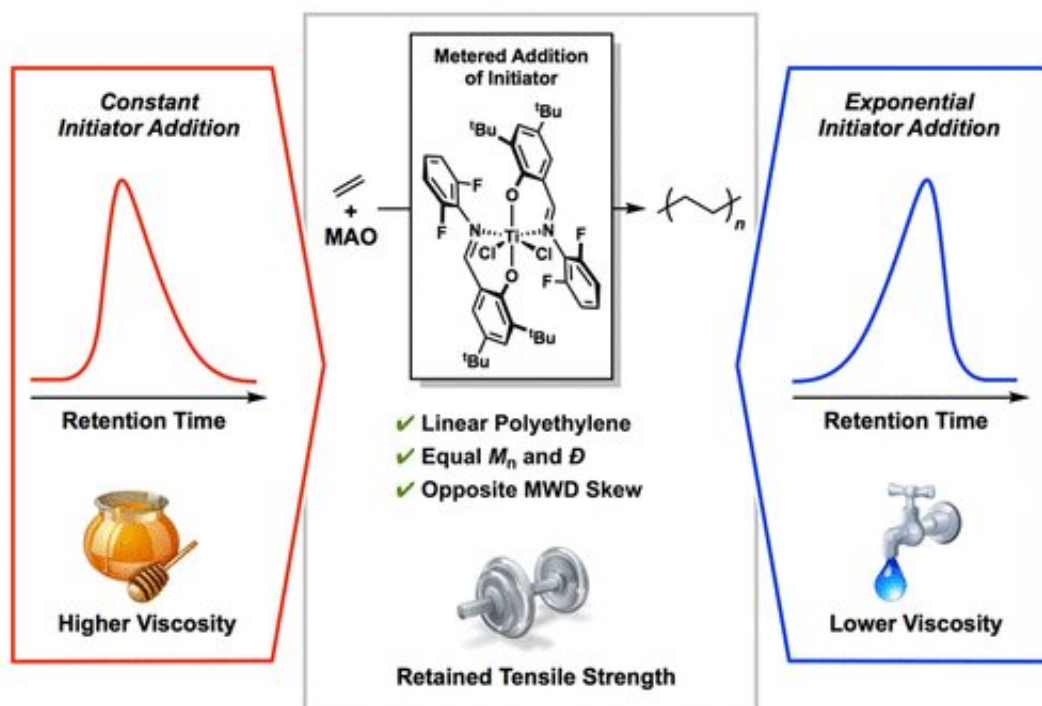 Constant
Initiator Addition
Retention Time
Higher Viscosity
Metered Addition
of Initiator
tBu
tBu
F
F
O
N
Ti
N
Cl
Cl
O
F
F
tBu
tBu
+
MAO
n
✔ Linear Polyethylene
✔ Equal Mn and Đ
✔ Opposite MWD Skew
Retained Tensile Strength
Exponential
Initiator Addition
Retention Time
Lower Viscosity